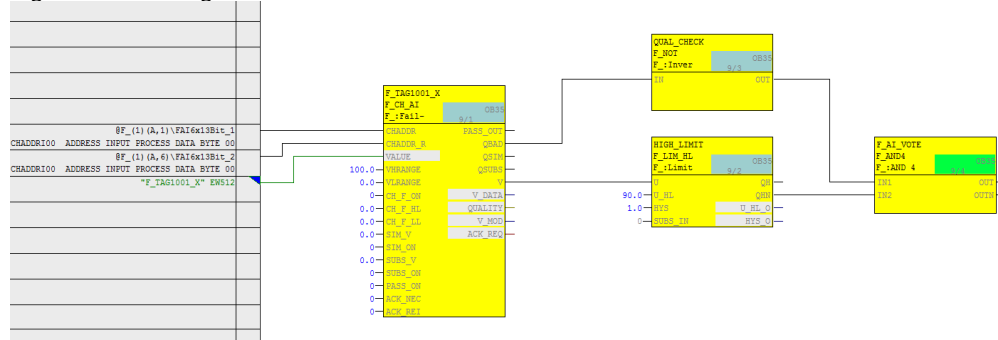 @F_(1)(A,1)\FAI6x13Bit_1
CHADDRI00 ADDRESS INPUT PROCESS DATA BYTE 00
@F_(1)(A,6)\FAI6x13Bit_2
CHADDRI00 ADDRESS INPUT PROCESS DATA BYTE 00
"F_TAG1001_X" EW512
F_TAG1001_X
F_CH_AI
F_:Fail-
OB35
9/1
CHADDR PASS_OUT
CHADDR_R QBAD
VALUE QSIM
100.0 VHRANGE QSUBS
0.0 VLRANGE V
0 CH_F_ON V_DATA
0.0 CH_F_HL QUALITY
0.0 CH_F_LL V_MOD
0.0 SIM_V ACK_REQ
0 SIM_ON
0.0 SUBS_V
0 SUBS_ON
0 PASS_ON
0 ACK_NEC
0 ACK_REI
QUAL_CHECK
F_NOT
F_:Inver
OB35
9/3
IN OUT
HIGH_LIMIT
F_LIM_HL
F_:Limit
OB35
9/2
U QH
90.0 U_HL QHN
1.0 HYS U_HL_O
0 SUBS_IN HYS_O
F_AI_VOTE
F_AND4
F_:AND 4
OB35
9/4
IN1 OUT
IN2 OUTN